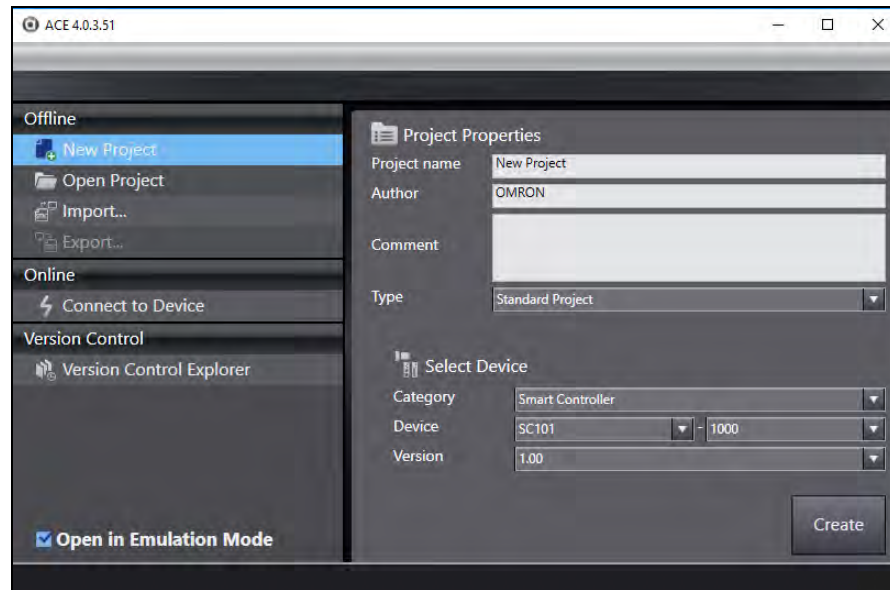 ACE 4.0.3.51
Offline
New Project
Open Project
Import...
Export...
Online
Connect to Device
Version Control
Version Control Explorer
Open in Emulation Mode
Project Properties
Project name New Project
Author OMRON
Comment
Type Standard Project
Select Device
Category Smart Controller
Device SC101 - 1000
Version 1.00
Create